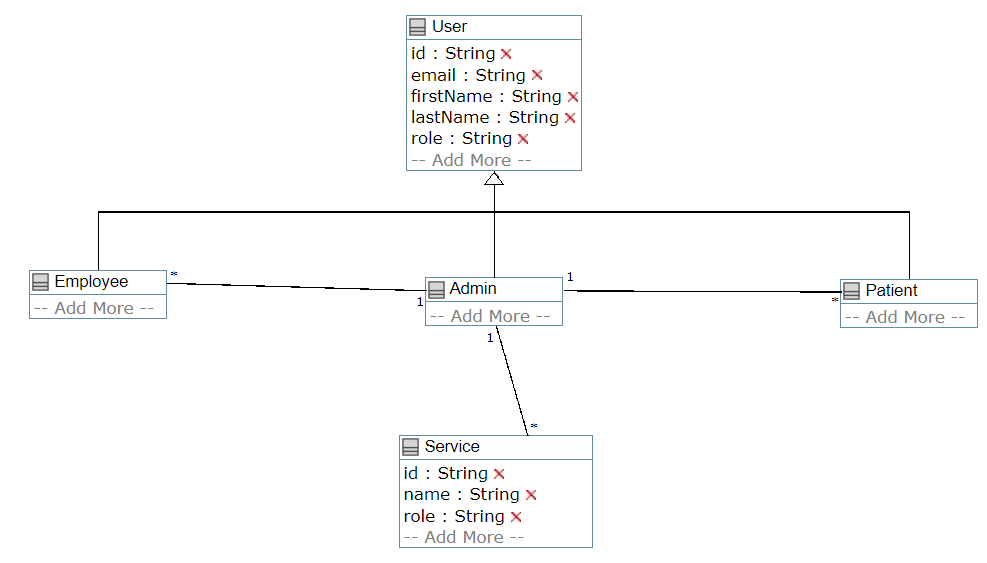 User
id : String
email : String
firstName : String
lastName : String
role : String
-- Add More --
Employee
-- Add More --
*
1
Admin
-- Add More --
1
1
*
Patient
-- Add More --
*
Service
id : String
name : String
role : String
-- Add More --